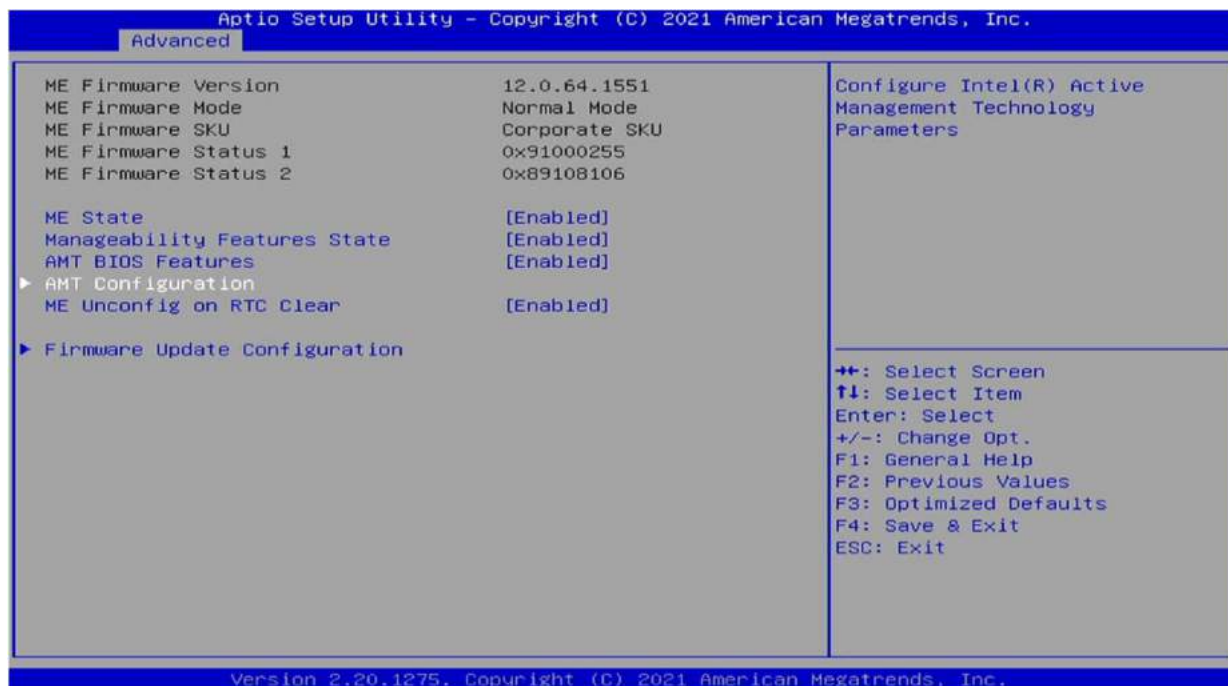 Aptio Setup Utility – Copyright (C) 2021 American Megatrends, Inc.
Advanced
ME Firmware Version 12.0.64.1551
ME Firmware Mode Normal Mode
ME Firmware SKU Corporate SKU
ME Firmware Status 1 0x91000255
ME Firmware Status 2 0x89108106
ME State [Enabled]
Manageability Features State [Enabled]
AMT BIOS Features [Enabled]
▶ AMT Configuration
ME Unconfig on RTC Clear [Enabled]
▶ Firmware Update Configuration
Configure Intel(R) Active
Management Technology
Parameters
→←: Select Screen
↑↓: Select Item
Enter: Select
+/-: Change Opt.
F1: General Help
F2: Previous Values
F3: Optimized Defaults
F4: Save & Exit
ESC: Exit
Version 2.20.1275. Copyright (C) 2021 American Megatrends, Inc.